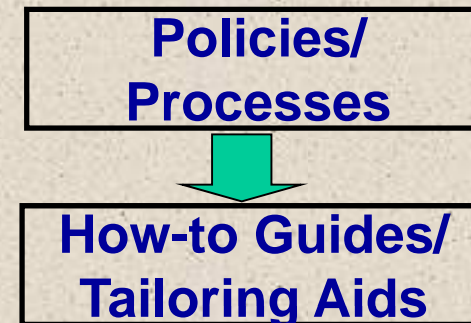 Policies/
Processes
How-to Guides/
Tailoring Aids